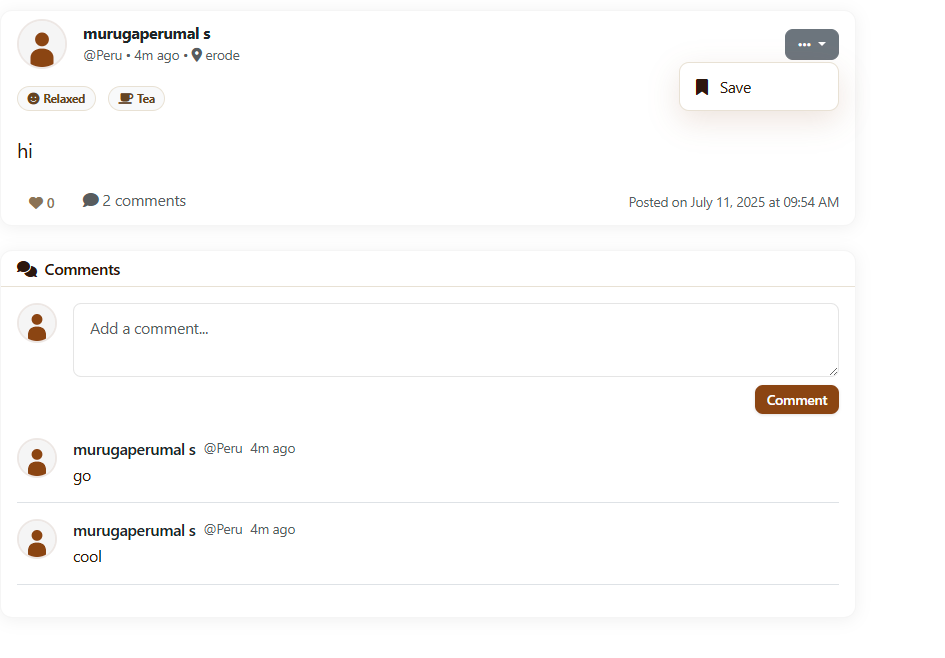 murugaperumal s
@Peru • 4m ago • erode
Save
Relaxed Tea
hi
0 2 comments Posted on July 11, 2025 at 09:54 AM
Comments
Add a comment...
Comment
murugaperumal s @Peru 4m ago
go
murugaperumal s @Peru 4m ago
cool